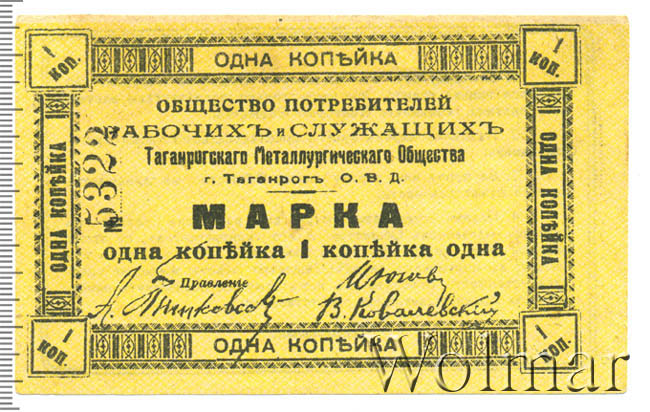 1 КОП.
ОДНА КОПѢЙКА
1 КОП.
ОБЩЕСТВО ПОТРЕБИТЕЛЕЙ
РАБОЧИХЪ и СЛУЖАЩИХЪ
Таганрогскаго Металлургическаго Общества
г. Таганрогъ О. В. Д.
МАРКА
одна копѣйка 1 копѣйка одна
Правление
А. 
В. Ковалевский
№ 5322
ОДНА КОПѢЙКА
ОДНА КОПѢЙКА
1 КОП.
ОДНА КОПѢЙКА
1 КОП.
Wolmar